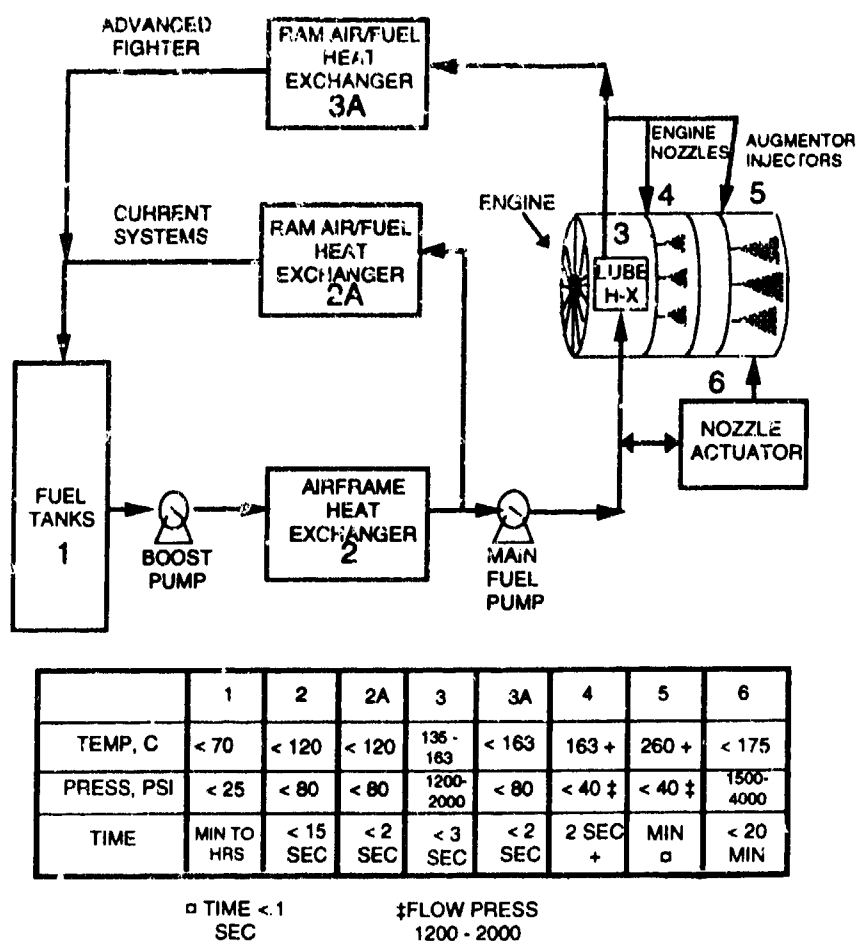 ADVANCED
FIGHTER
RAM AIR/FUEL
HEAT
EXCHANGER
3A
ENGINE
NOZZLES
AUGMENTOR
INJECTORS
4
5
CURRENT
SYSTEMS
RAM AIR/FUEL
HEAT
EXCHANGER
2A
ENGINE
3
LUBE
H-X
6
NOZZLE
ACTUATOR
FUEL
TANKS
1
BOOST
PUMP
AIRFRAME
HEAT
EXCHANGER
2
MAIN
FUEL
PUMP
1 2 2A 3 3A 4 5 6
TEMP, C < 70 < 120 < 120 135 - 163 < 163 163 + 260 + < 175
PRESS, PSI < 25 < 80 < 80 1200- 2000 < 80 < 40 ‡ < 40 ‡ 1500- 4000
TIME MIN TO HRS < 15 SEC < 2 SEC < 3 SEC < 2 SEC 2 SEC + MIN ¤ < 20 MIN
¤ TIME < .1
SEC
‡FLOW PRESS
1200 - 2000